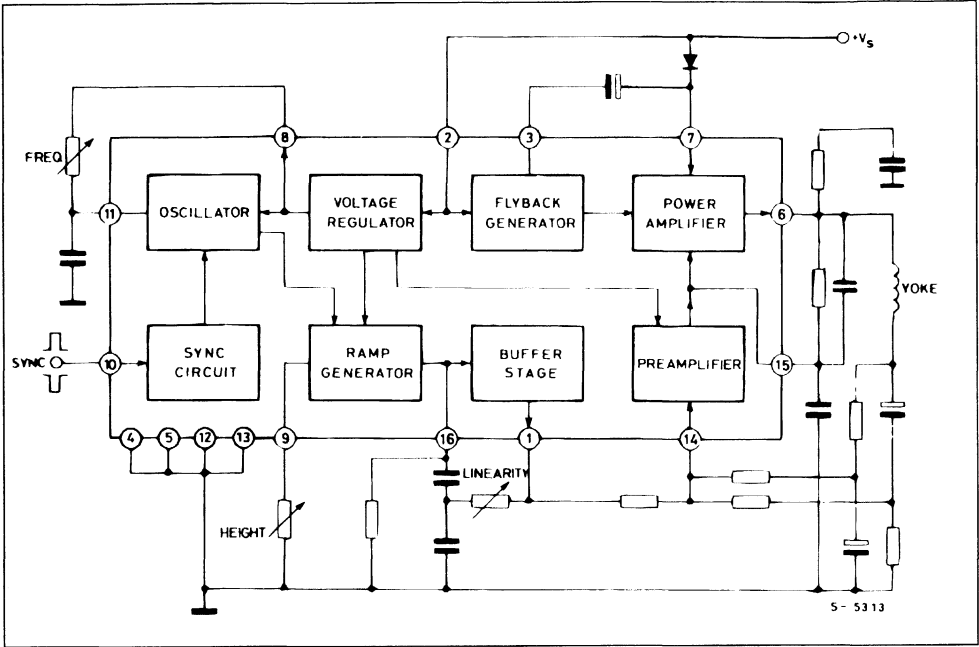 +Vs
8
2
3
7
FREQ.
11
OSCILLATOR
VOLTAGE
REGULATOR
FLYBACK
GENERATOR
POWER
AMPLIFIER
6
YOKE
SYNC
10
SYNC
CIRCUIT
RAMP
GENERATOR
BUFFER
STAGE
PREAMPLIFIER
15
4
5
12
13
9
16
1
14
LINEARITY
HEIGHT
S-5313